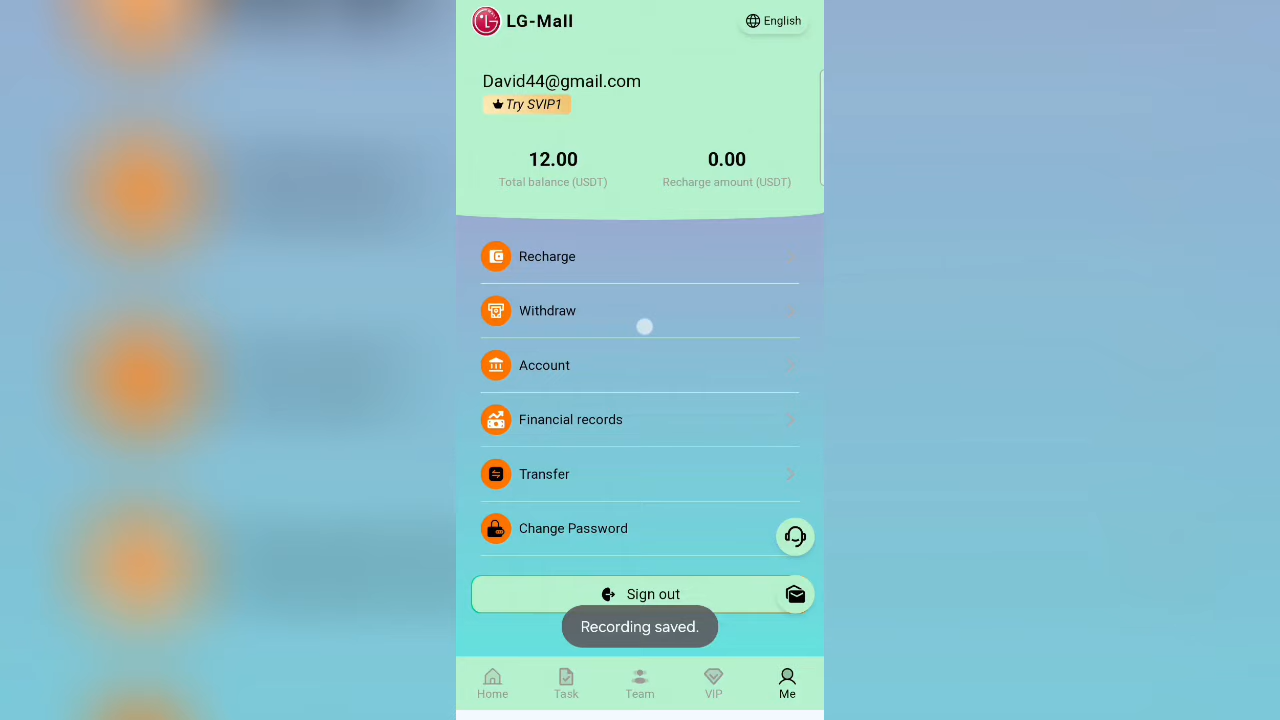 LG-Mall
English
David44@gmail.com
Try SVIP1
12.00
0.00
Total balance (USDT)
Recharge amount (USDT)
Recharge
Withdraw
Account
Financial records
Transfer
Change Password
Sign out
Recording saved.
Home
Task
Team
VIP
Me